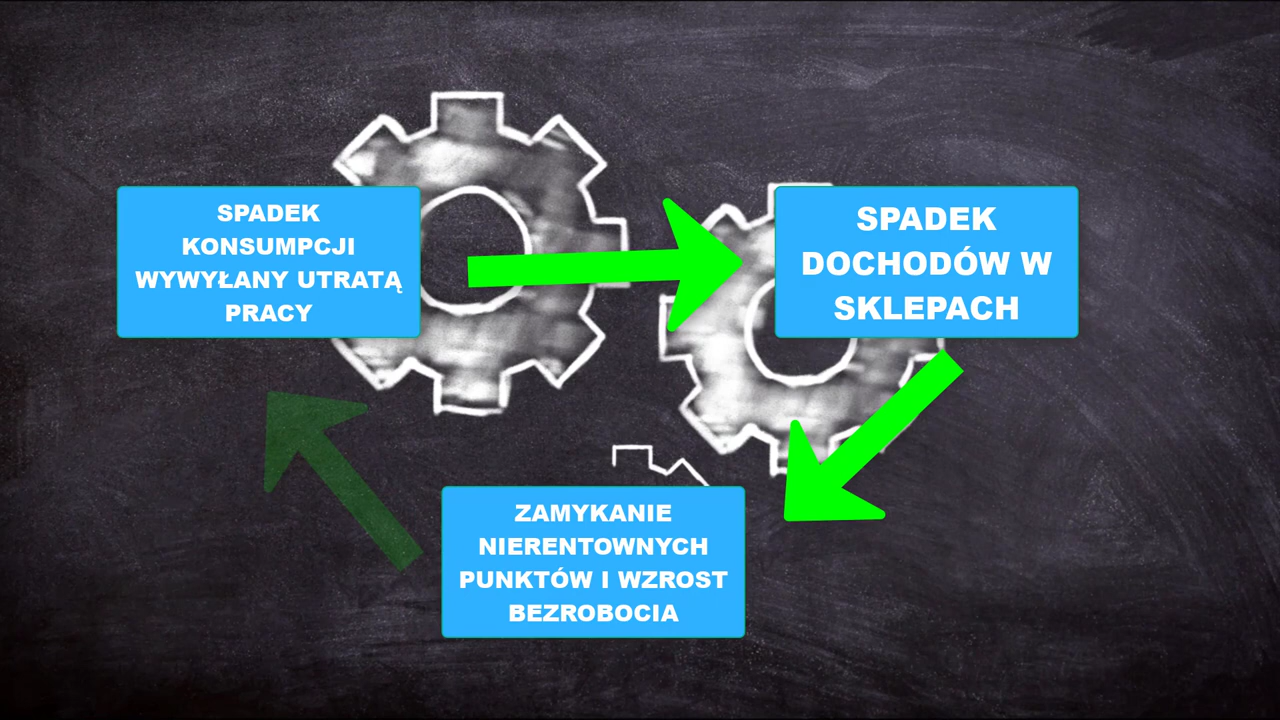 SPADEK
KONSUMPCJI
WYWYŁANY UTRATĄ
PRACY
SPADEK
DOCHODÓW W
SKLEPACH
ZAMYKANIE
NIERENTOWNYCH
PUNKTÓW I WZROST
BEZROBOCIA